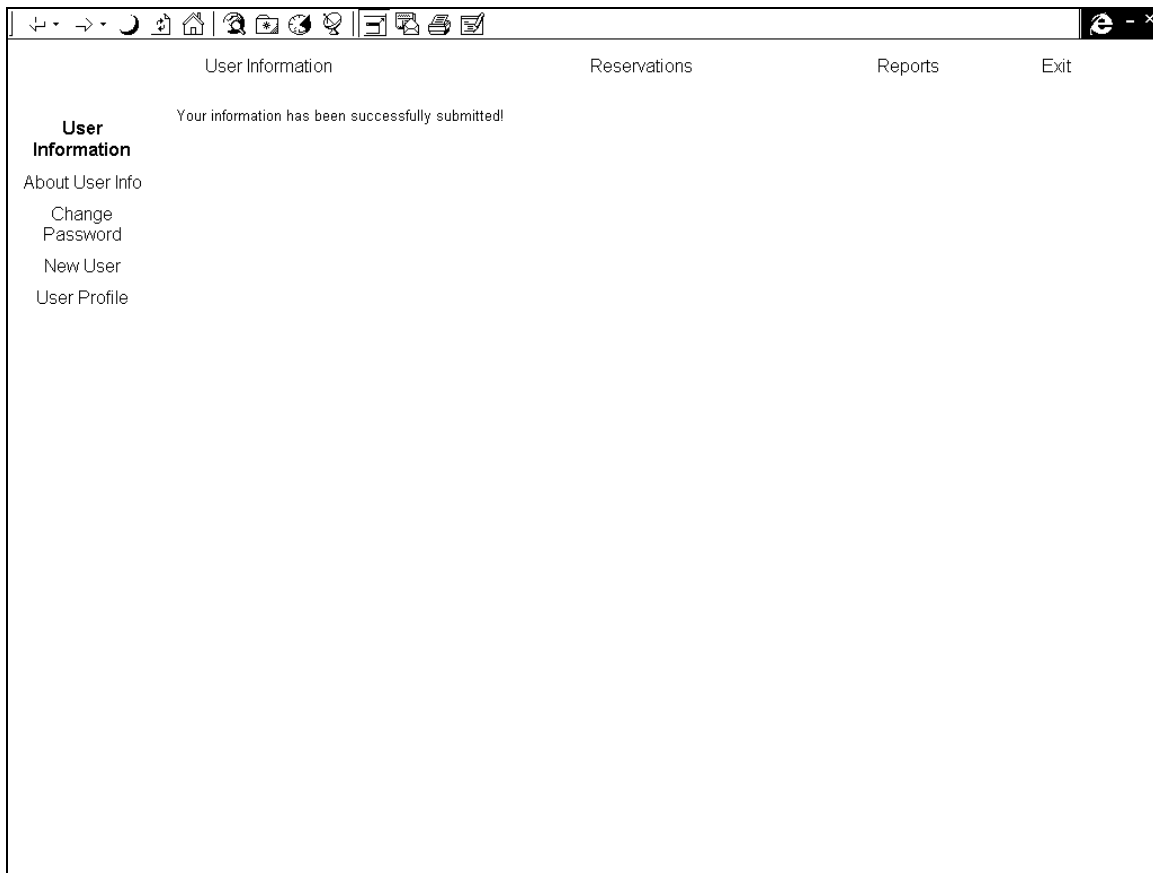 User Information Reservations Reports Exit
Your information has been successfully submitted!
User
Information
About User Info
Change
Password
New User
User Profile